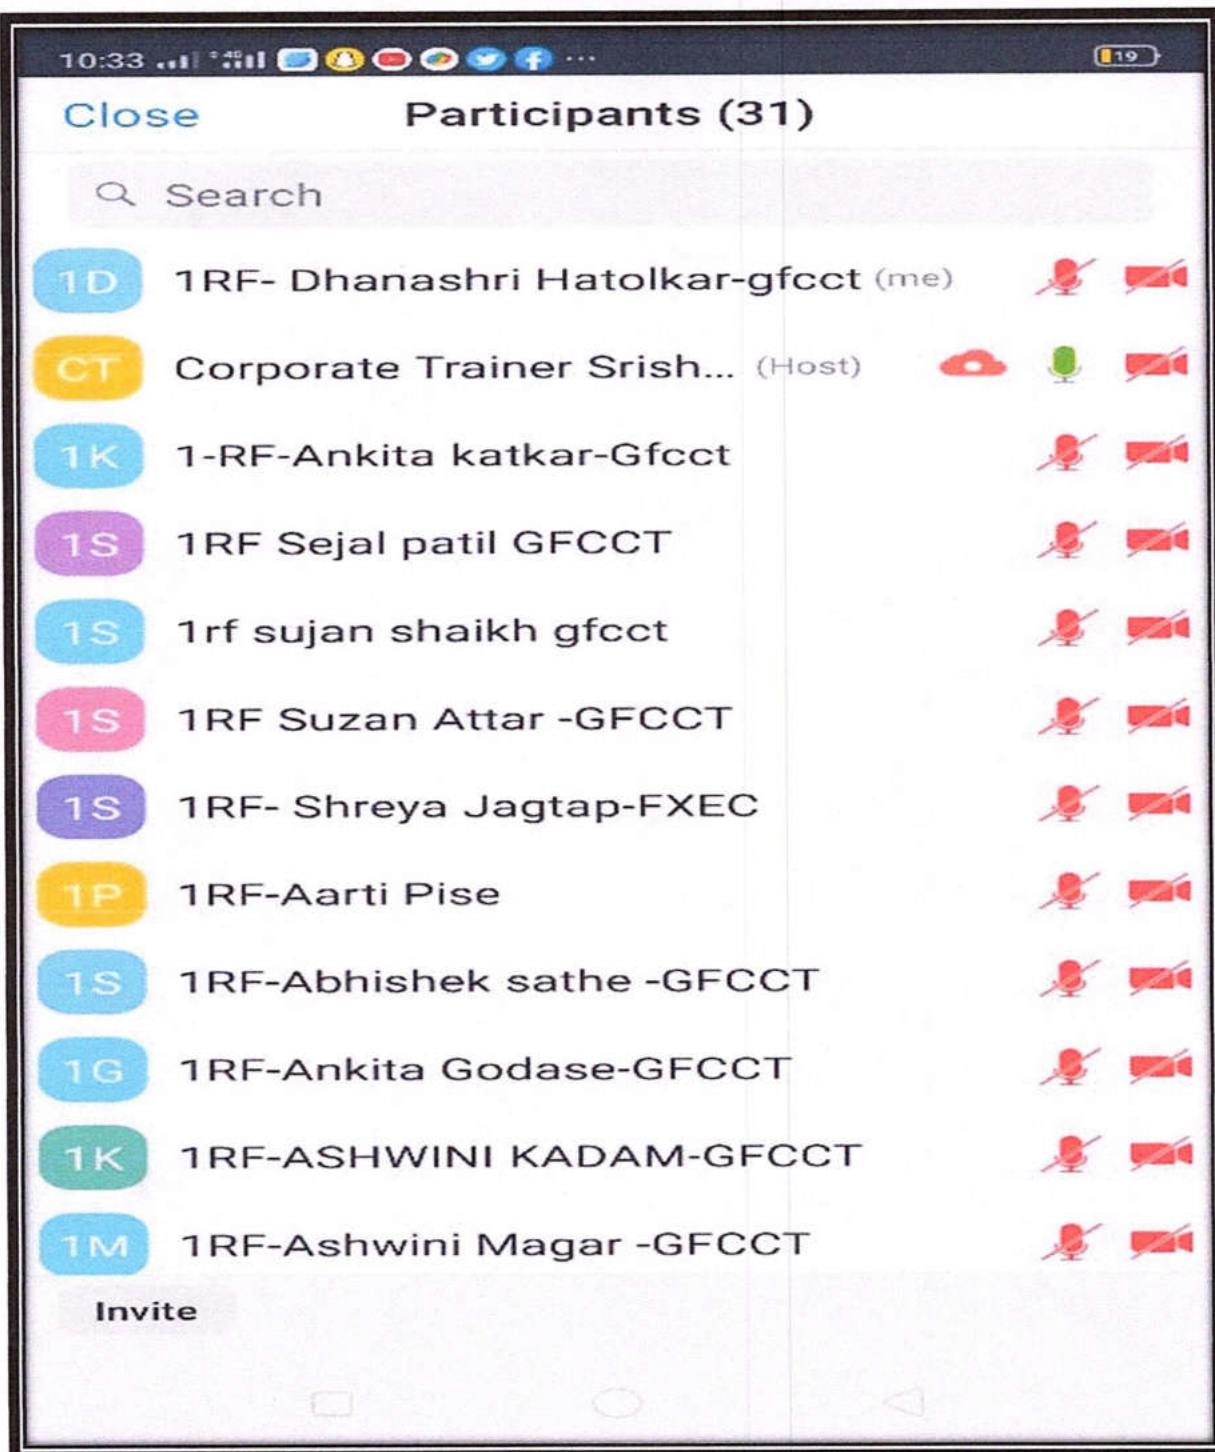 10:33 4G 19
Close Participants (31)
Search
1D 1RF- Dhanashri Hatolkar-gfcct (me)
CT Corporate Trainer Srish... (Host)
1K 1-RF-Ankita katkar-Gfcct
1S 1RF Sejal patil GFCCT
1S 1rf sujan shaikh gfcct
1S 1RF Suzan Attar -GFCCT
1S 1RF- Shreya Jagtap-FXEC
1P 1RF-Aarti Pise
1S 1RF-Abhishek sathe -GFCCT
1G 1RF-Ankita Godase-GFCCT
1K 1RF-ASHWINI KADAM-GFCCT
1M 1RF-Ashwini Magar -GFCCT
Invite